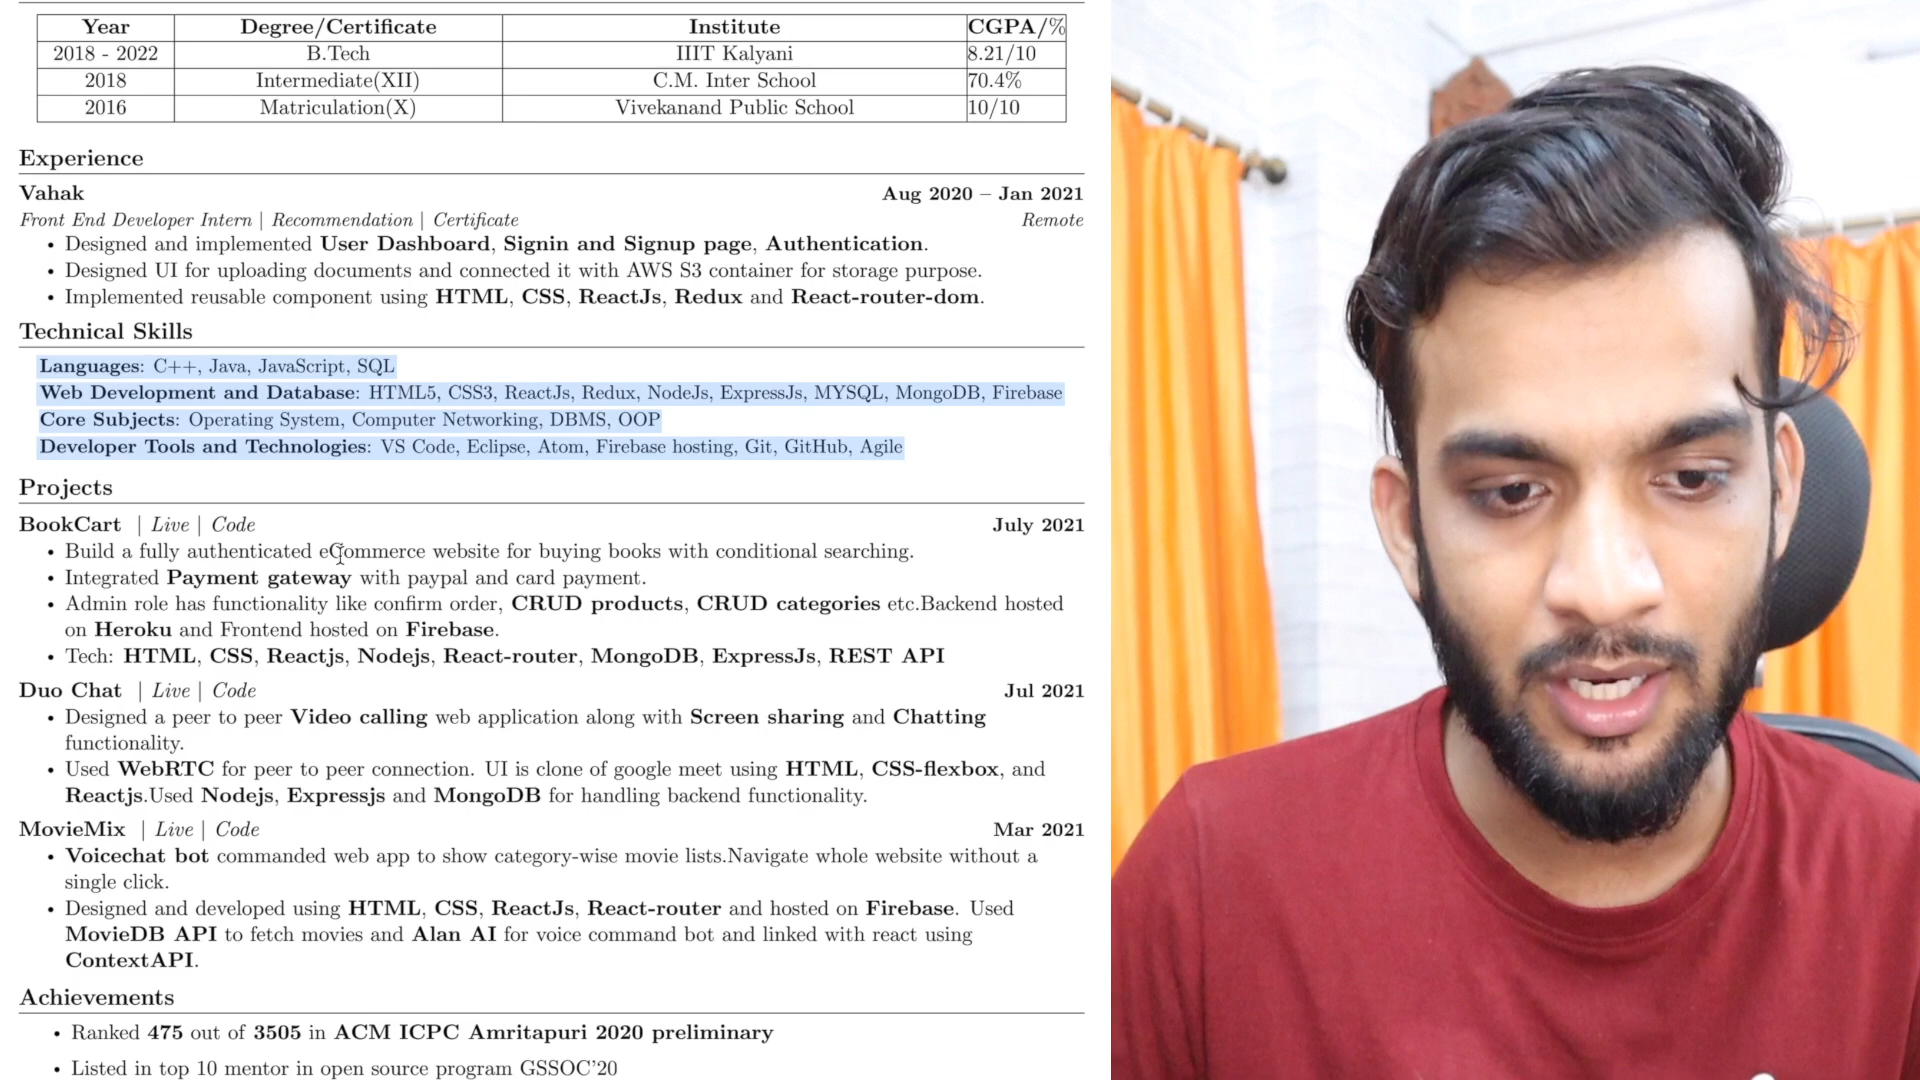 Year Degree/Certificate Institute CGPA/%
2018 - 2022 B.Tech IIIT Kalyani 8.21/10
2018 Intermediate(XII) C.M. Inter School 70.4%
2016 Matriculation(X) Vivekanand Public School 10/10
Experience
Vahak Aug 2020 – Jan 2021
Front End Developer Intern | Recommendation | Certificate Remote
• Designed and implemented User Dashboard, Signin and Signup page, Authentication.
• Designed UI for uploading documents and connected it with AWS S3 container for storage purpose.
• Implemented reusable component using HTML, CSS, ReactJs, Redux and React-router-dom.
Technical Skills
Languages: C++, Java, JavaScript, SQL
Web Development and Database: HTML5, CSS3, ReactJs, Redux, NodeJs, ExpressJs, MYSQL, MongoDB, Firebase
Core Subjects: Operating System, Computer Networking, DBMS, OOP
Developer Tools and Technologies: VS Code, Eclipse, Atom, Firebase hosting, Git, GitHub, Agile
Projects
BookCart | Live | Code July 2021
• Build a fully authenticated eCommerce website for buying books with conditional searching.
• Integrated Payment gateway with paypal and card payment.
• Admin role has functionality like confirm order, CRUD products, CRUD categories etc.Backend hosted
on Heroku and Frontend hosted on Firebase.
• Tech: HTML, CSS, Reactjs, Nodejs, React-router, MongoDB, ExpressJs, REST API
Duo Chat | Live | Code Jul 2021
• Designed a peer to peer Video calling web application along with Screen sharing and Chatting
functionality.
• Used WebRTC for peer to peer connection. UI is clone of google meet using HTML, CSS-flexbox, and
Reactjs.Used Nodejs, Expressjs and MongoDB for handling backend functionality.
MovieMix | Live | Code Mar 2021
• Voicechat bot commanded web app to show category-wise movie lists.Navigate whole website without a
single click.
• Designed and developed using HTML, CSS, ReactJs, React-router and hosted on Firebase. Used
MovieDB API to fetch movies and Alan AI for voice command bot and linked with react using
ContextAPI.
Achievements
• Ranked 475 out of 3505 in ACM ICPC Amritapuri 2020 preliminary
• Listed in top 10 mentor in open source program GSSOC'20